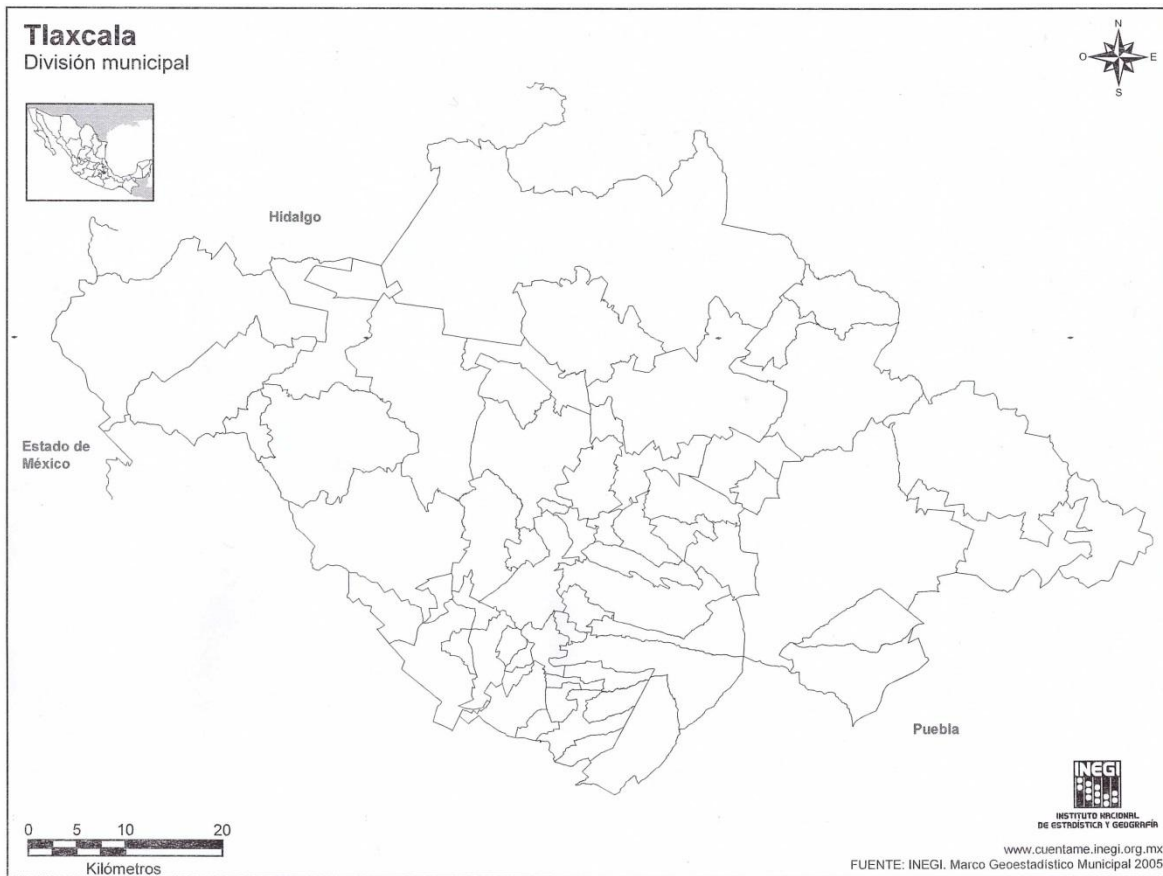 Tlaxcala
División municipal
N
O
E
S
Hidalgo
Estado de
México
Puebla
INEGI
INSTITUTO NACIONAL
DE ESTADÍSTICA Y GEOGRAFÍA
0 5 10 20
Kilómetros
www.cuentame.inegi.org.mx
FUENTE: INEGI. Marco Geoestadístico Municipal 2005